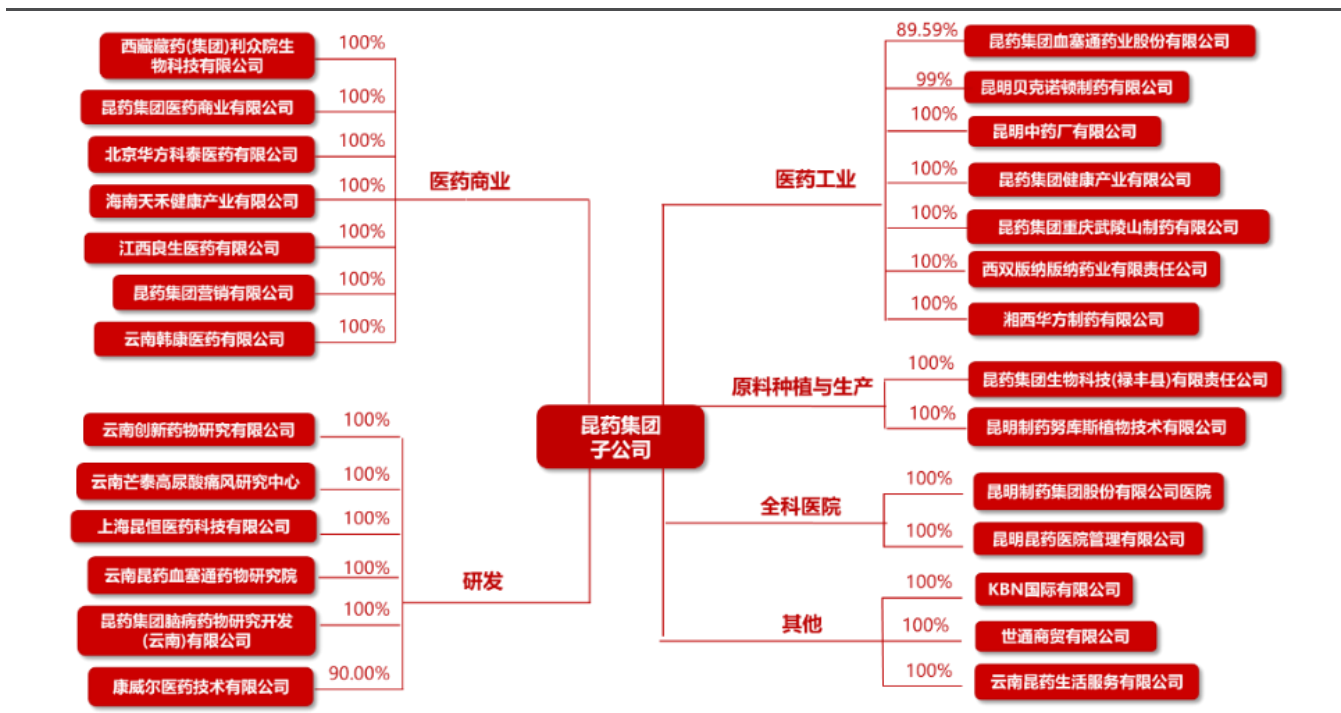 100%
西藏藏药(集团)利众院生
物科技有限公司
100%
昆药集团医药商业有限公司
100%
北京华方科泰医药有限公司
100%
海南天禾健康产业有限公司
100%
江西良生医药有限公司
100%
昆药集团营销有限公司
100%
云南韩康医药有限公司
医药商业
100%
云南创新药物研究有限公司
100%
云南芒泰高尿酸痛风研究中心
100%
上海昆恒医药科技有限公司
100%
云南昆药血塞通药物研究院
100%
昆药集团脑病药物研究开发
(云南)有限公司
90.00%
康威尔医药技术有限公司
研发
昆药集团
子公司
医药工业
89.59%
昆药集团血塞通药业股份有限公司
99%
昆明贝克诺顿制药有限公司
100%
昆明中药厂有限公司
100%
昆药集团健康产业有限公司
100%
昆药集团重庆武陵山制药有限公司
100%
西双版纳版纳药业有限责任公司
100%
湘西华方制药有限公司
原料种植与生产
100%
昆药集团生物科技(禄丰县)有限责任公司
100%
昆明制药努库斯植物技术有限公司
全科医院
100%
昆明制药集团股份有限公司医院
100%
昆明昆药医院管理有限公司
其他
100%
KBN国际有限公司
100%
世通商贸有限公司
100%
云南昆药生活服务有限公司